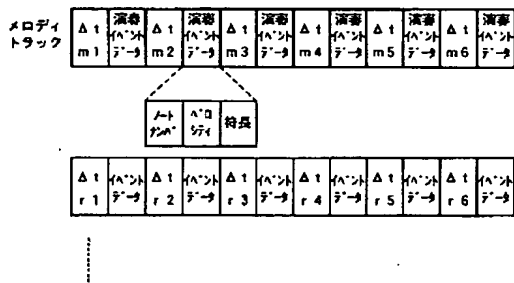 メロディ
トラック
Δt m1 演奏イベントデータ Δt m2 演奏イベントデータ Δt m3 演奏イベントデータ Δt m4 演奏イベントデータ Δt m5 演奏イベントデータ Δt m6 演奏イベントデータ
ノートナンバ ベロシティ 符長
Δt r1 イベントデータ Δt r2 イベントデータ Δt r3 イベントデータ Δt r4 イベントデータ Δt r5 イベントデータ Δt r6 イベントデータ